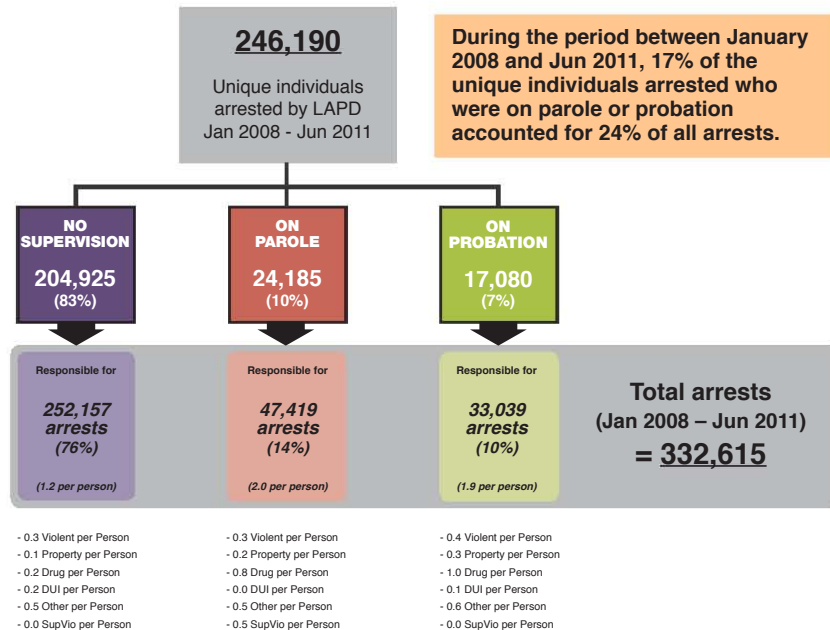 246,190
Unique individuals
arrested by LAPD
Jan 2008 - Jun 2011
During the period between January
2008 and Jun 2011, 17% of the
unique individuals arrested who
were on parole or probation
accounted for 24% of all arrests.
NO
SUPERVISION
204,925
(83%)
ON
PAROLE
24,185
(10%)
ON
PROBATION
17,080
(7%)
Responsible for
252,157
arrests
(76%)
(1.2 per person)
Responsible for
47,419
arrests
(14%)
(2.0 per person)
Responsible for
33,039
arrests
(10%)
(1.9 per person)
Total arrests
(Jan 2008 – Jun 2011)
= 332,615
- 0.3 Violent per Person
- 0.1 Property per Person
- 0.2 Drug per Person
- 0.2 DUI per Person
- 0.5 Other per Person
- 0.0 SupVio per Person
- 0.3 Violent per Person
- 0.2 Property per Person
- 0.8 Drug per Person
- 0.0 DUI per Person
- 0.5 Other per Person
- 0.5 SupVio per Person
- 0.4 Violent per Person
- 0.3 Property per Person
- 1.0 Drug per Person
- 0.1 DUI per Person
- 0.6 Other per Person
- 0.0 SupVio per Person